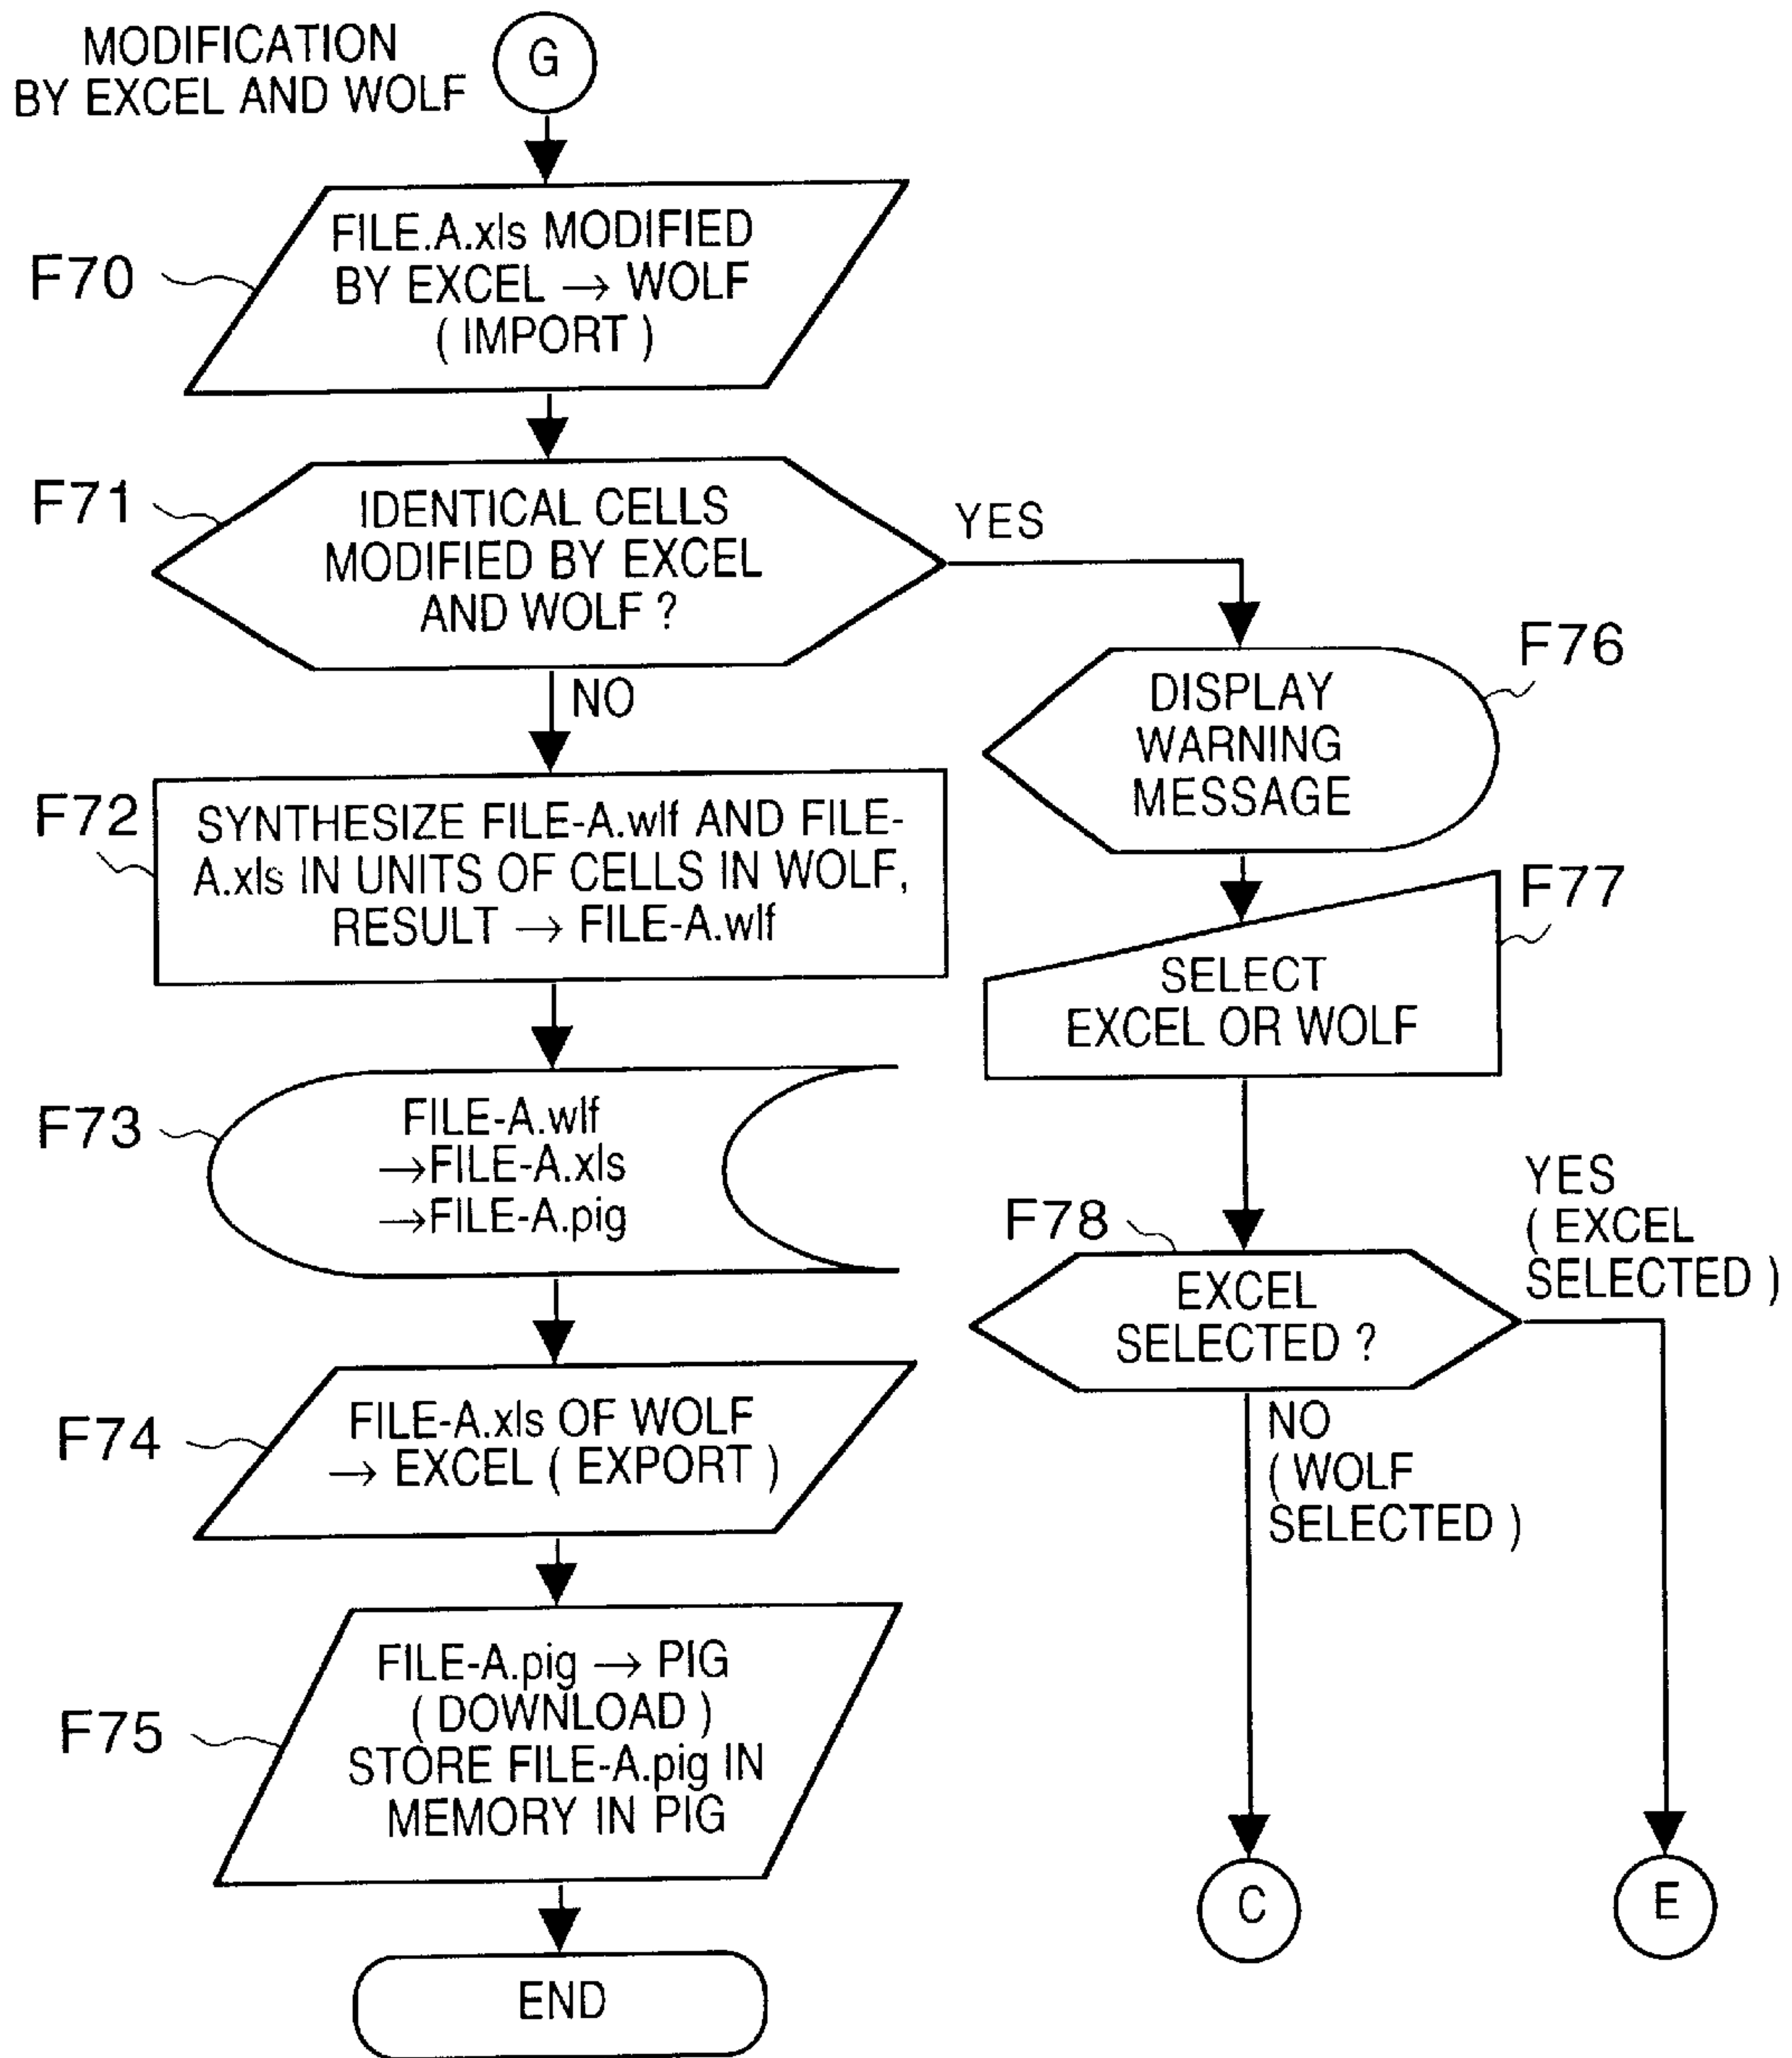 MODIFICATION
BY EXCEL AND WOLF
G
F70
FILE.A.xls MODIFIED
BY EXCEL → WOLF
( IMPORT )
F71
IDENTICAL CELLS
MODIFIED BY EXCEL
AND WOLF ?
YES
NO
F72
SYNTHESIZE FILE-A.wlf AND FILE-
A.xls IN UNITS OF CELLS IN WOLF,
RESULT → FILE-A.wlf
F73
FILE-A.wlf
→FILE-A.xls
→FILE-A.pig
F74
FILE-A.xls OF WOLF
→ EXCEL ( EXPORT )
F75
FILE-A.pig → PIG
( DOWNLOAD )
STORE FILE-A.pig IN
MEMORY IN PIG
END
F76
DISPLAY
WARNING
MESSAGE
F77
SELECT
EXCEL OR WOLF
F78
EXCEL
SELECTED ?
YES
( EXCEL
SELECTED )
NO
( WOLF
SELECTED )
C
E